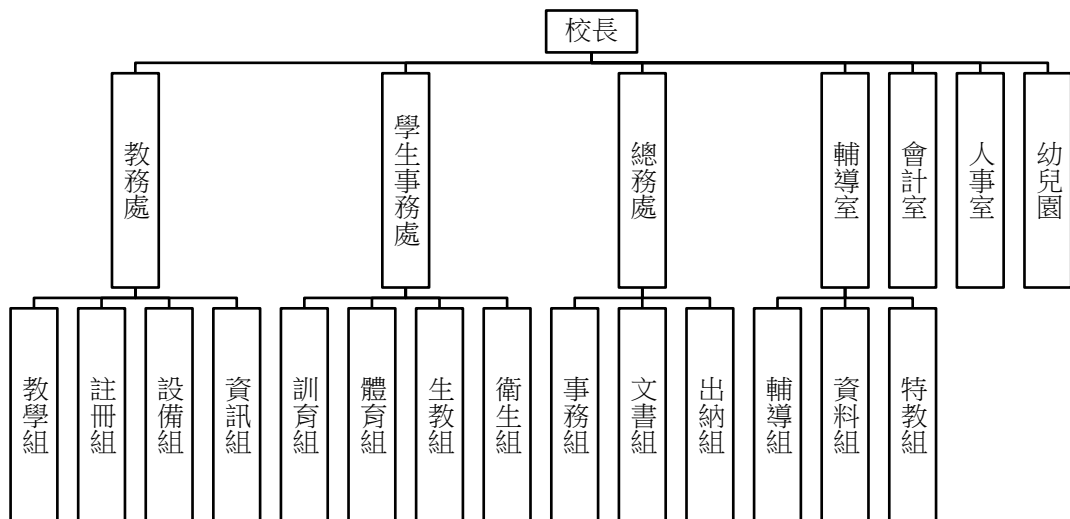 校長
教務處
學生事務處
總務處
輔導室
會計室
人事室
幼兒園
教學組
註冊組
設備組
資訊組
訓育組
體育組
生教組
衛生組
事務組
文書組
出納組
輔導組
資料組
特教組